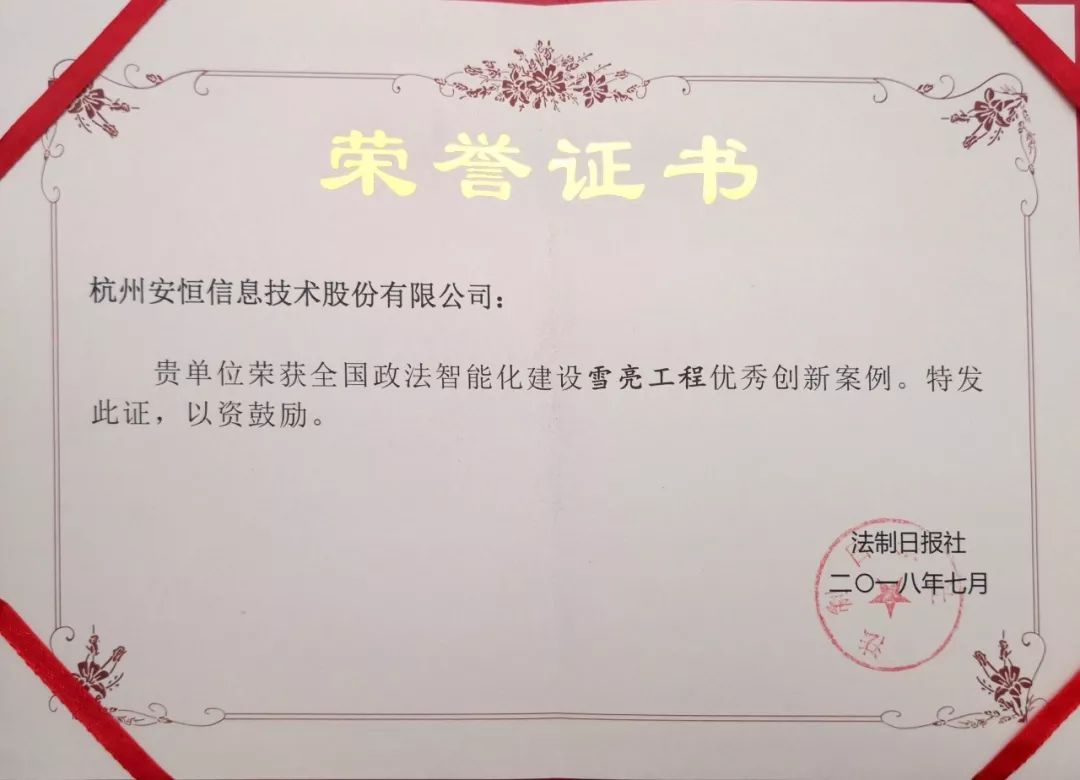 荣誉证书
杭州安恒信息技术股份有限公司：
贵单位荣获全国政法智能化建设雪亮工程优秀创新案例。特发
此证，以资鼓励。
法制日报社
二〇一八年七月